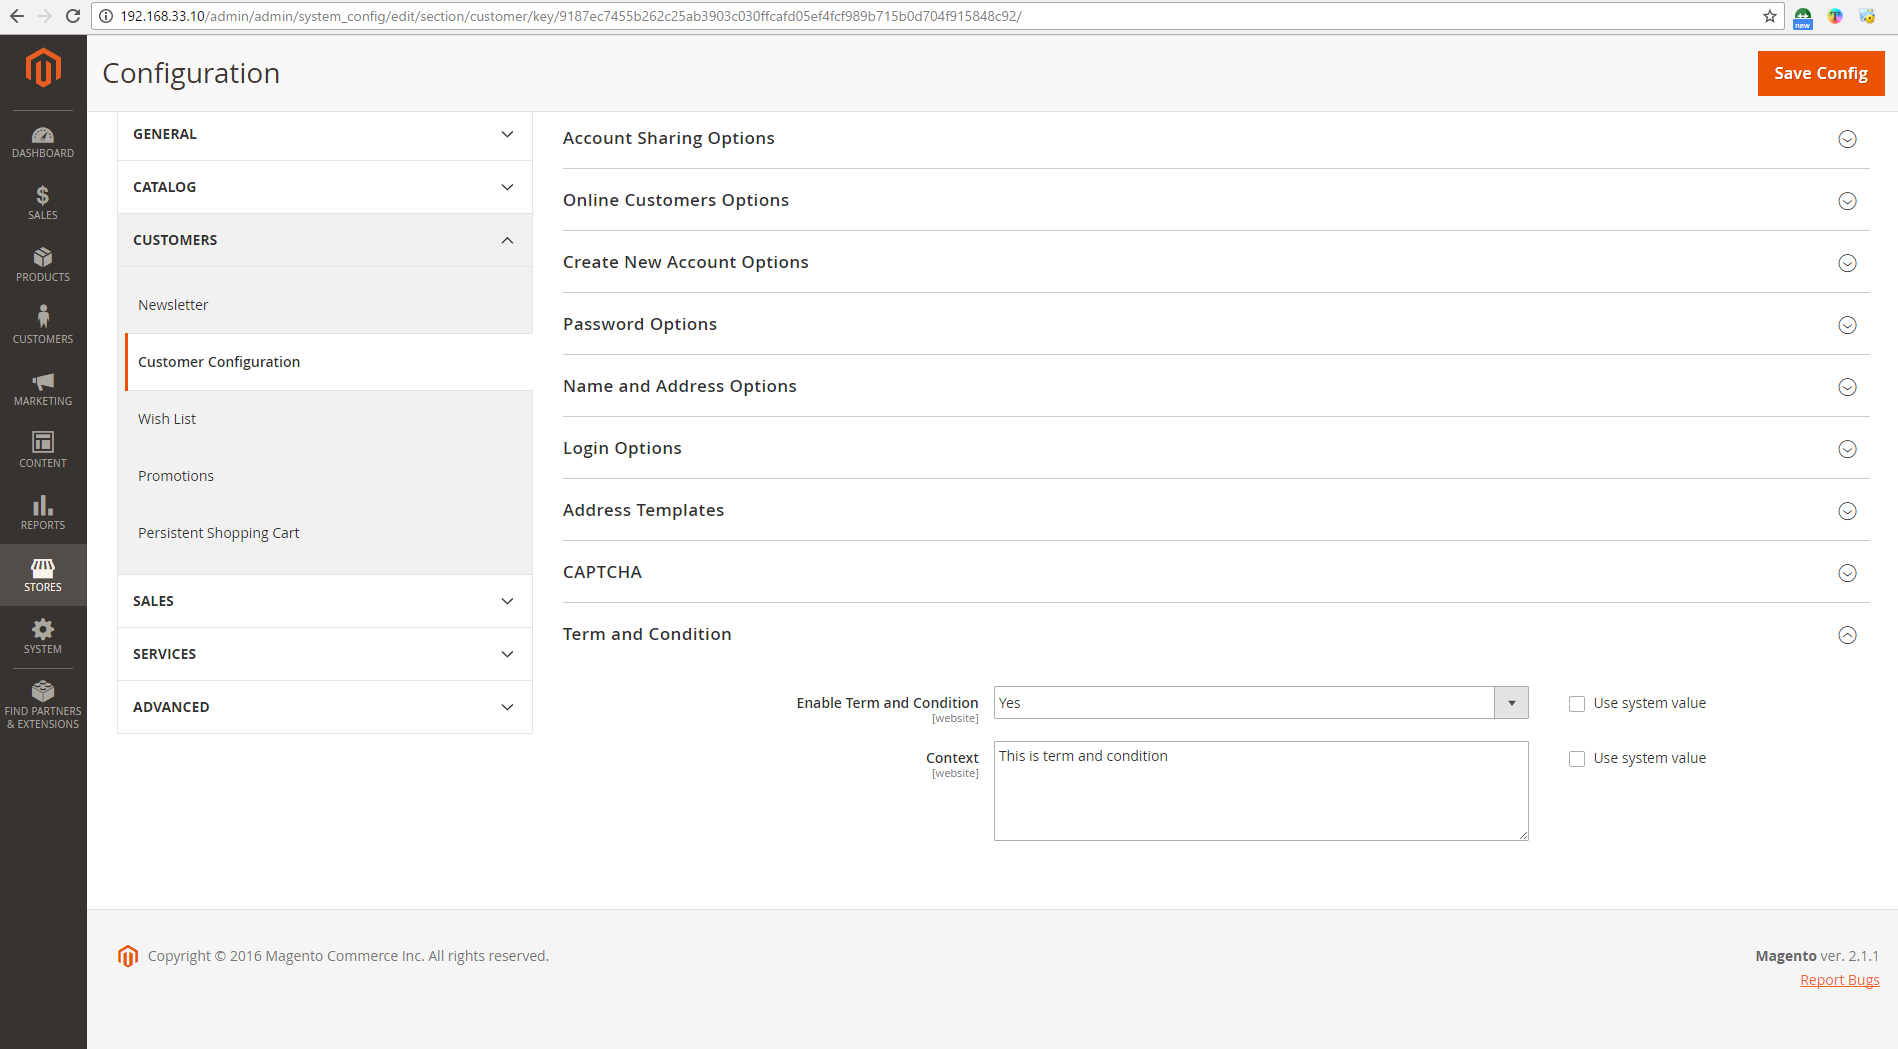 192.168.33.10/admin/admin/system_config/edit/section/customer/key/9187ec7455b262c25ab3903c030ffcafd05ef4fcf989b715b0d704f915848c92/
new
T
Configuration
Save Config
DASHBOARD
SALES
PRODUCTS
CUSTOMERS
MARKETING
CONTENT
REPORTS
STORES
SYSTEM
FIND PARTNERS
& EXTENSIONS
GENERAL
CATALOG
CUSTOMERS
Newsletter
Customer Configuration
Wish List
Promotions
Persistent Shopping Cart
SALES
SERVICES
ADVANCED
Account Sharing Options
Online Customers Options
Create New Account Options
Password Options
Name and Address Options
Login Options
Address Templates
CAPTCHA
Term and Condition
Enable Term and Condition
[website]
Yes
Use system value
Context
[website]
This is term and condition
Use system value
Copyright © 2016 Magento Commerce Inc. All rights reserved.
Magento ver. 2.1.1
Report Bugs